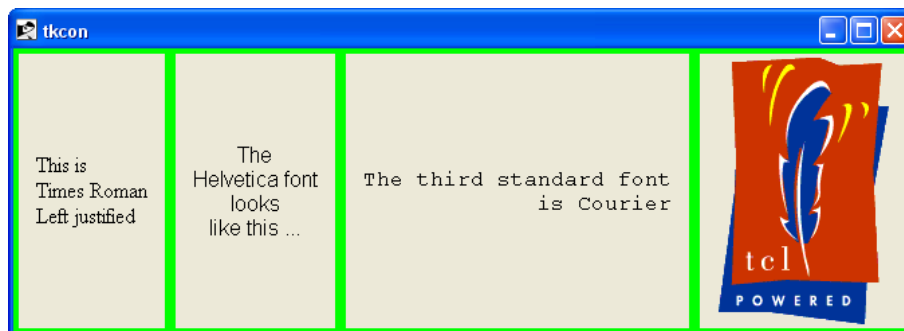 tkcon
This is
Times Roman
Left justified
The
Helvetica font
looks
like this ...
The third standard font
is Courier
tcl
POWERED